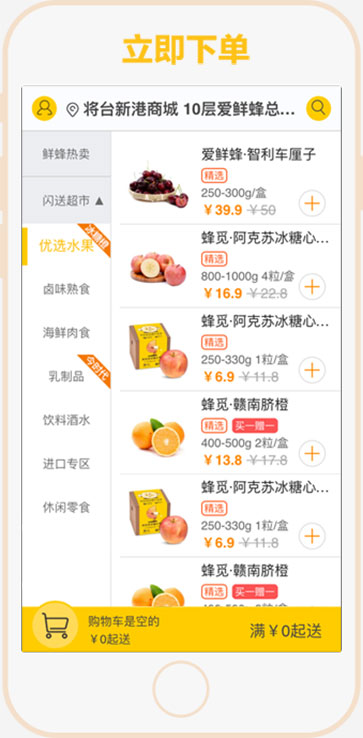 立即下单
将台新港商城 10层爱鲜蜂总...
鲜蜂热卖
闪送超市 ▲
优选水果
卤味熟食
海鲜肉食
乳制品
今时代
饮料酒水
进口专区
休闲零食
爱鲜蜂·智利车厘子
精选
250-300g/盒
￥39.9 ￥50
蜂觅·阿克苏冰糖心...
精选
800-1000g 4粒/盒
￥16.9 ￥22.8
蜂觅·阿克苏冰糖心...
精选
250-330g 1粒/盒
￥6.9 ￥11.8
蜂觅·赣南脐橙
精选 买一赠一
400-500g 2粒/盒
￥13.8 ￥17.8
蜂觅·阿克苏冰糖心...
精选
250-330g 1粒/盒
￥6.9 ￥11.8
蜂觅·赣南脐橙
精选 买一赠一
购物车是空的
￥0起送
满￥0起送